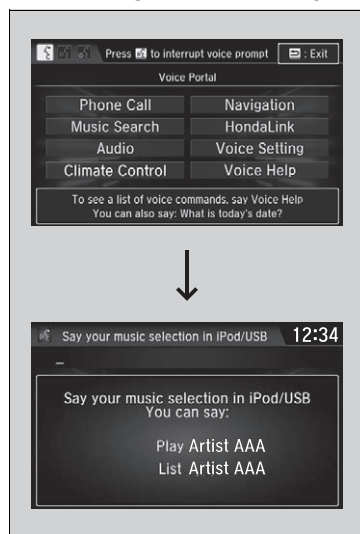 Press to interrupt voice prompt : Exit
Voice Portal
Phone Call Navigation
Music Search HondaLink
Audio Voice Setting
Climate Control Voice Help
To see a list of voice commands, say Voice Help
You can also say: What is today's date?
Say your music selection in iPod/USB 12:34
Say your music selection in iPod/USB
You can say:
Play Artist AAA
List Artist AAA